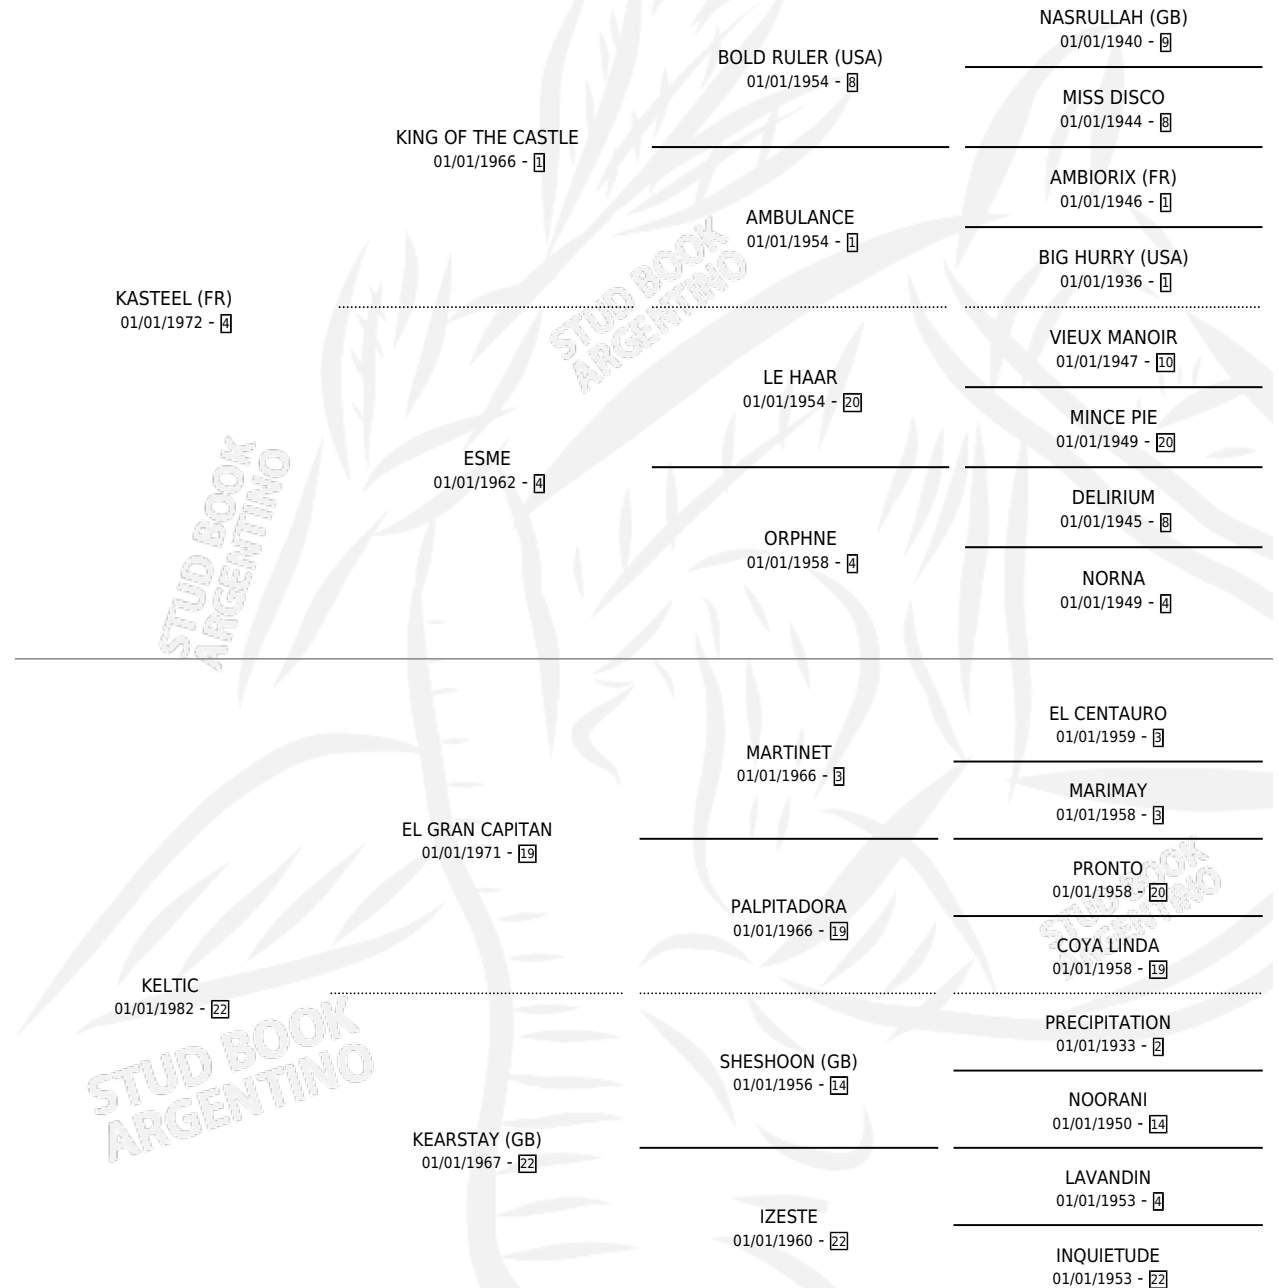 NASRULLAH (GB)
01/01/1940 - 9
BOLD RULER (USA)
01/01/1954 - 8
MISS DISCO
01/01/1944 - 8
KING OF THE CASTLE
01/01/1966 - 1
AMBIORIX (FR)
01/01/1946 - 1
AMBULANCE
01/01/1954 - 1
BIG HURRY (USA)
01/01/1936 - 1
KASTEEL (FR)
01/01/1972 - 4
VIEUX MANOIR
01/01/1947 - 10
LE HAAR
01/01/1954 - 20
MINCE PIE
01/01/1949 - 20
ESME
01/01/1962 - 4
DELIRIUM
01/01/1945 - 8
ORPHNE
01/01/1958 - 4
NORNA
01/01/1949 - 4
EL CENTAURO
01/01/1959 - 3
MARTINET
01/01/1966 - 3
MARIMAY
01/01/1958 - 3
EL GRAN CAPITAN
01/01/1971 - 19
PRONTO
01/01/1958 - 20
PALPITADORA
01/01/1966 - 19
COYA LINDA
01/01/1958 - 19
KELTIC
01/01/1982 - 22
PRECIPITATION
01/01/1933 - 2
SHESHOON (GB)
01/01/1956 - 14
NOORANI
01/01/1950 - 14
KEARSTAY (GB)
01/01/1967 - 22
LAVANDIN
01/01/1953 - 4
IZESTE
01/01/1960 - 22
INQUIETUDE
01/01/1953 - 22
STUD BOOK
ARGENTINO
STUD BOOK
ARGENTINO
STUD BOOK
ARGENTINO
STUD BOOK
ARGENTINO